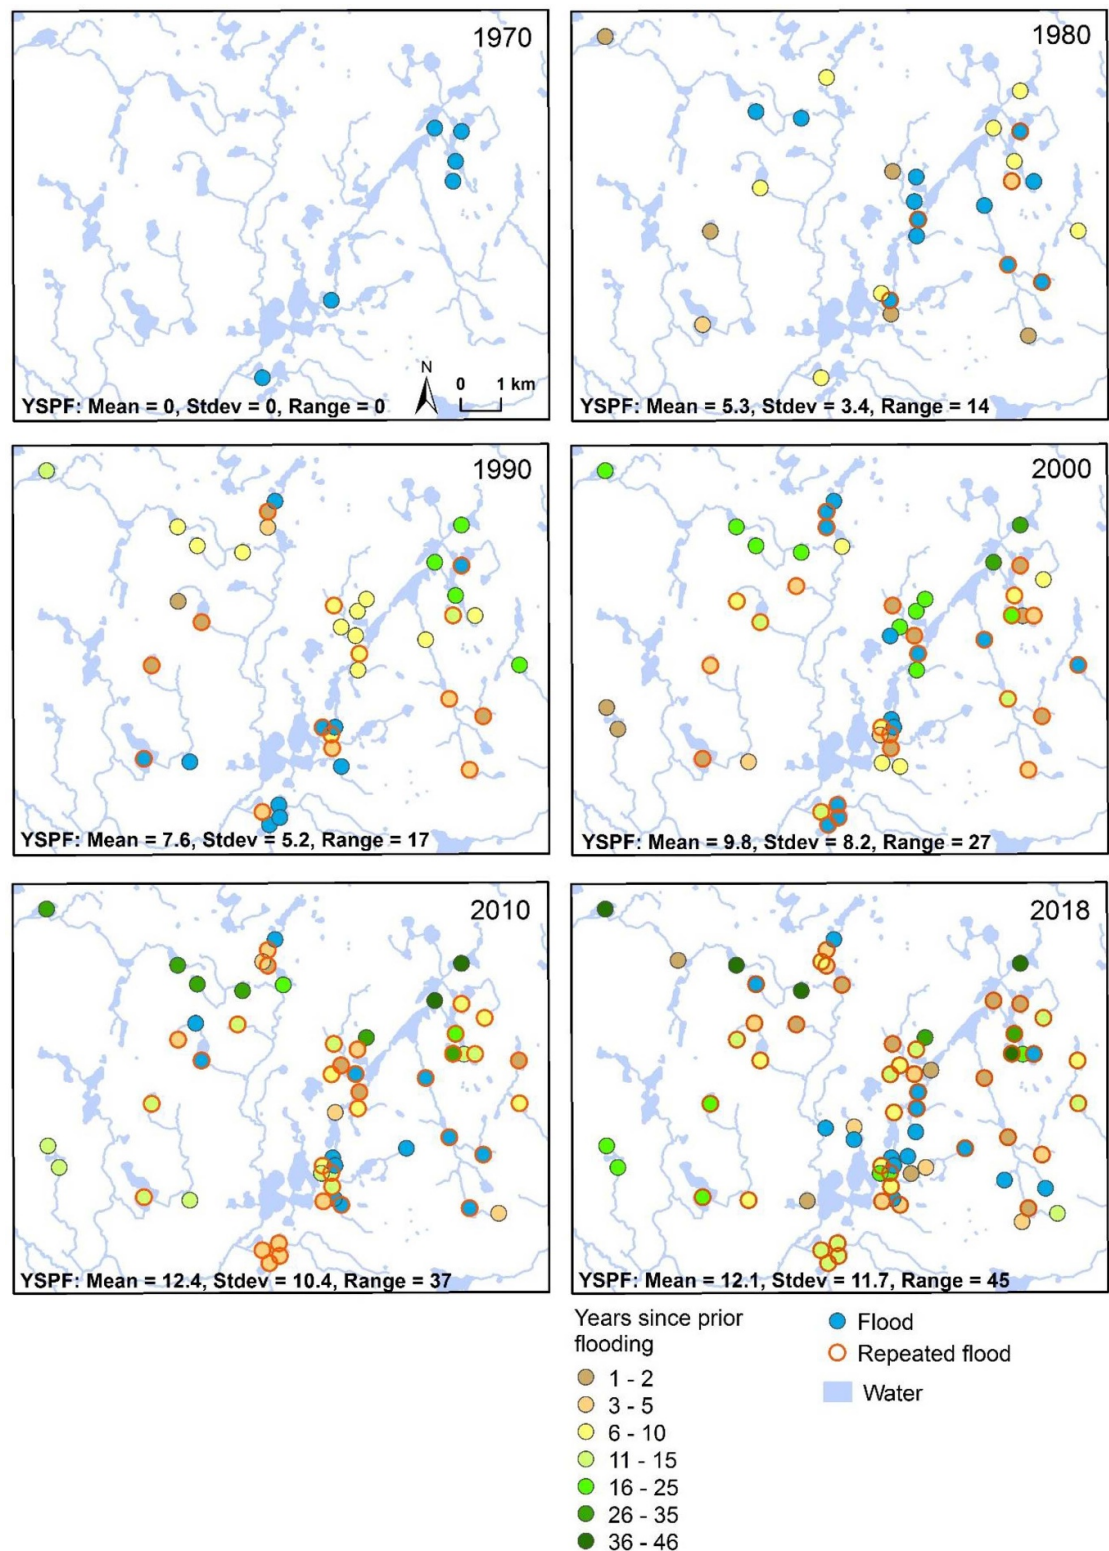 1970
N
0 1 km
YSPF: Mean = 0, Stdev = 0, Range = 0
1980
YSPF: Mean = 5.3, Stdev = 3.4, Range = 14
1990
YSPF: Mean = 7.6, Stdev = 5.2, Range = 17
2000
YSPF: Mean = 9.8, Stdev = 8.2, Range = 27
2010
YSPF: Mean = 12.4, Stdev = 10.4, Range = 37
2018
YSPF: Mean = 12.1, Stdev = 11.7, Range = 45
Years since prior
flooding
1 - 2
3 - 5
6 - 10
11 - 15
16 - 25
26 - 35
36 - 46
Flood
Repeated flood
Water